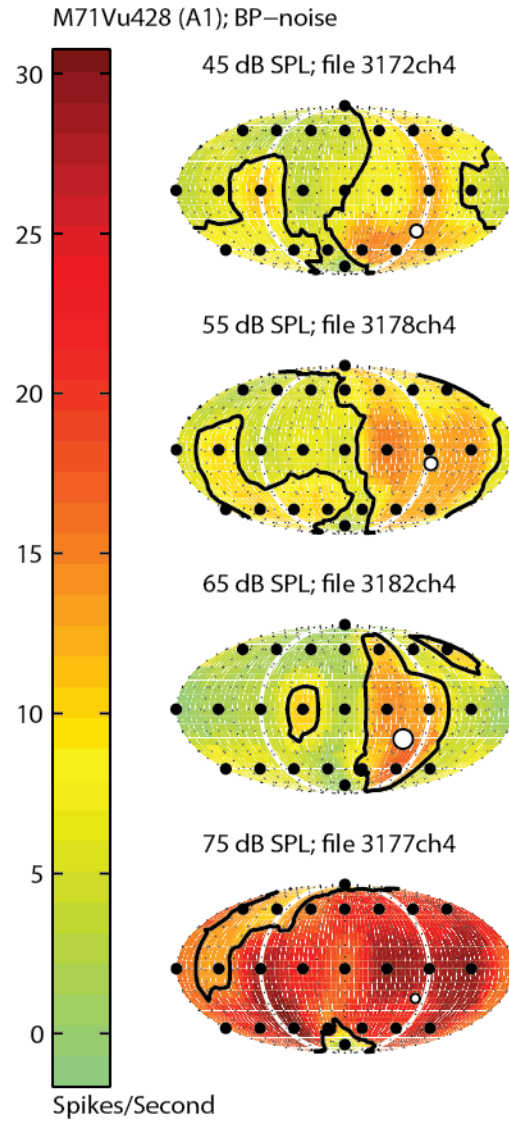 M71Vu428 (A1); BP−noise
45 dB SPL; file 3172ch4
55 dB SPL; file 3178ch4
65 dB SPL; file 3182ch4
75 dB SPL; file 3177ch4
30
25
20
15
10
5
0
Spikes/Second